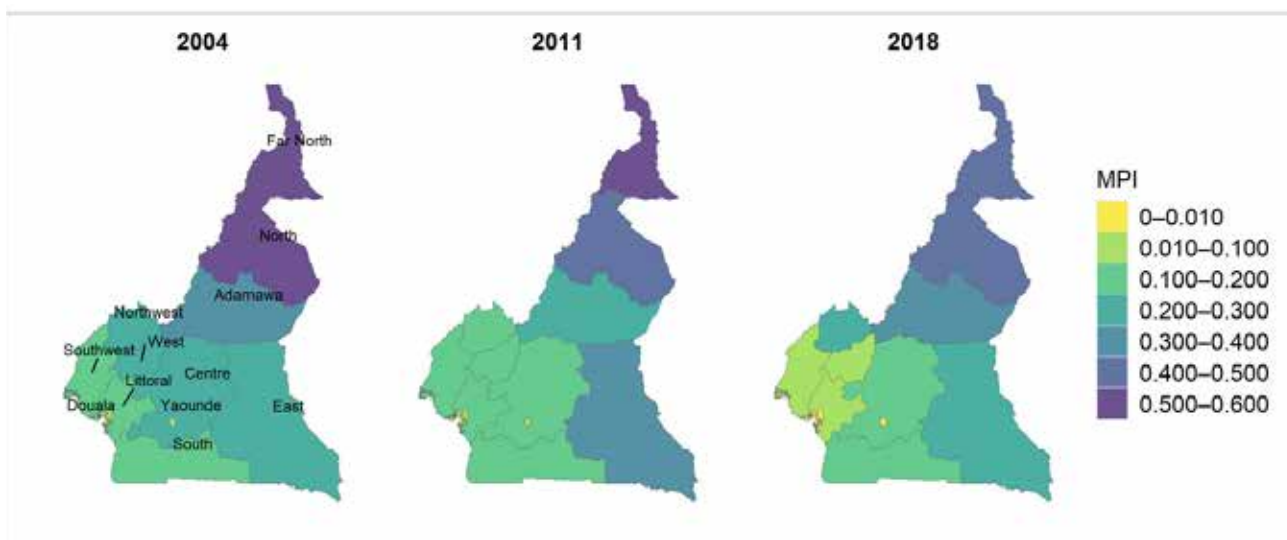 2004
2011
2018
Far North
North
Adamawa
Northwest
West
Southwest
Centre
Littoral
Douala
Yaounde
East
South
MPI
0–0.010
0.010–0.100
0.100–0.200
0.200–0.300
0.300–0.400
0.400–0.500
0.500–0.600